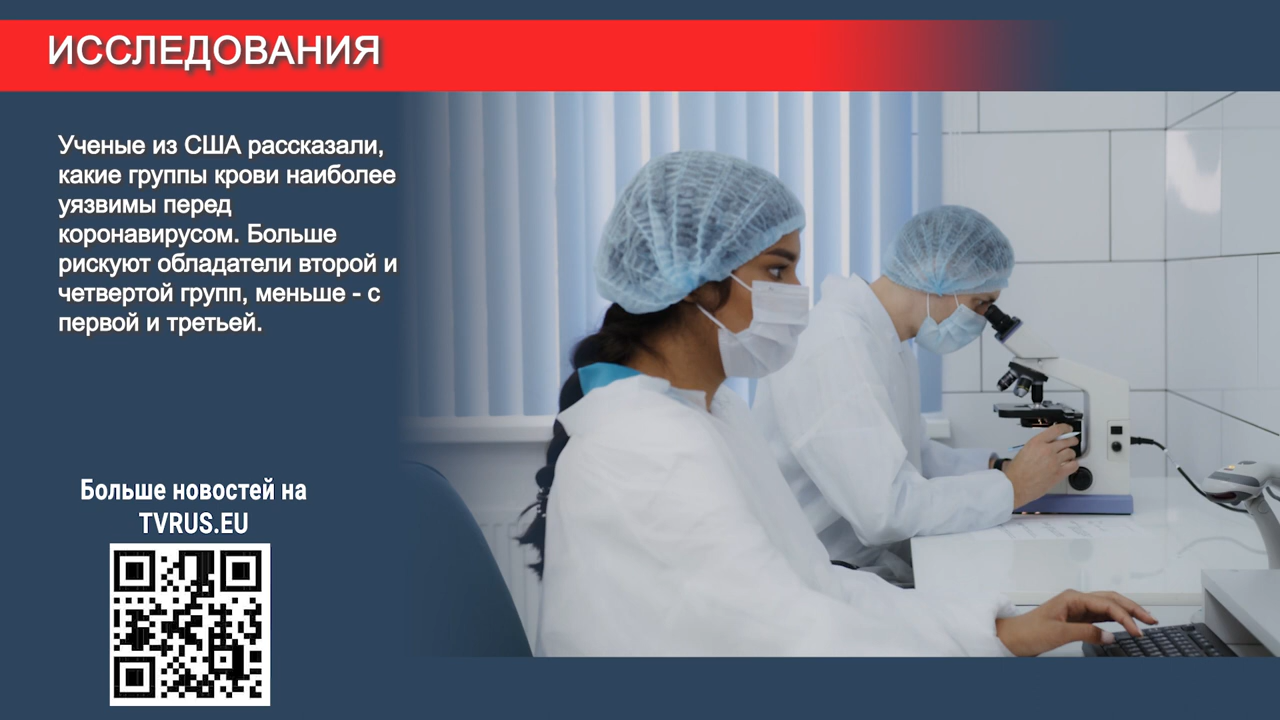 ИССЛЕДОВАНИЯ
Ученые из США рассказали,
какие группы крови наиболее
уязвимы перед
коронавирусом. Больше
рискуют обладатели второй и
четвертой групп, меньше - с
первой и третьей.
Больше новостей на
TVRUS.EU